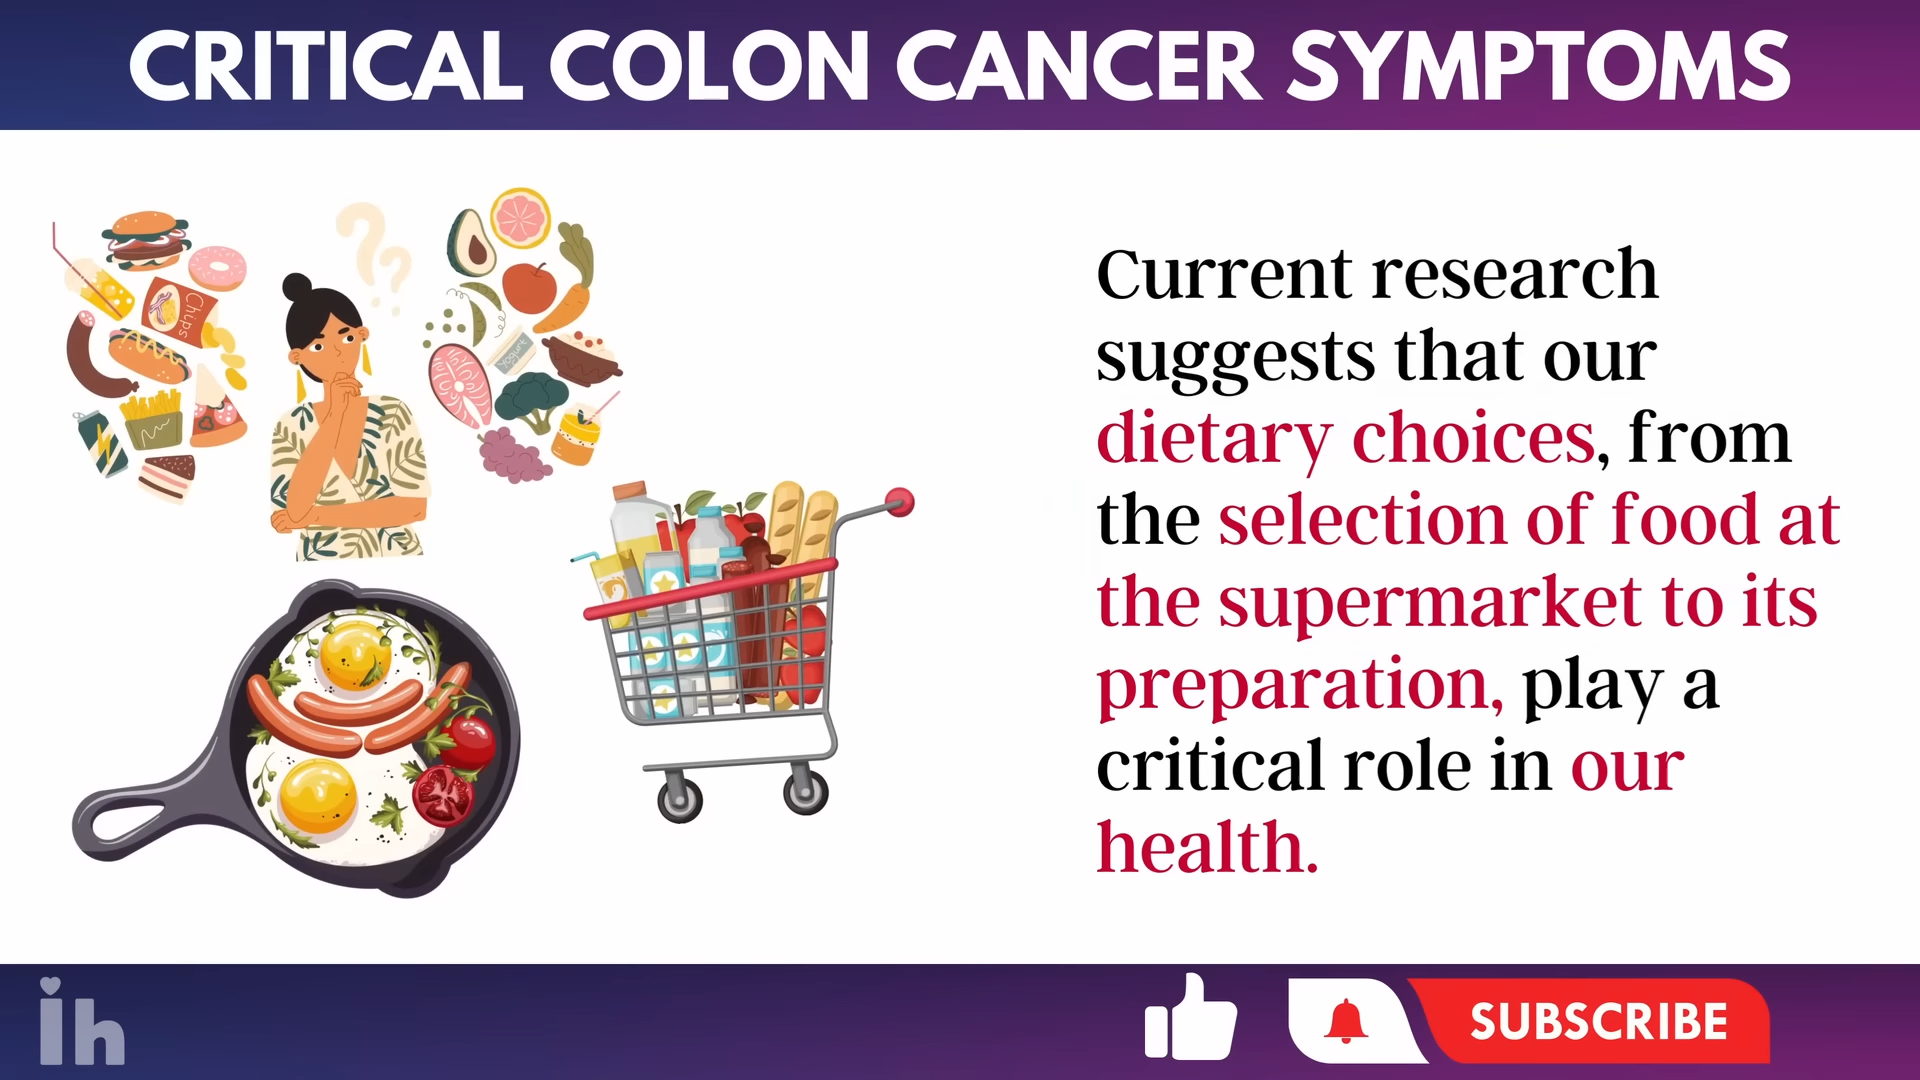 CRITICAL COLON CANCER SYMPTOMS
Chips
Yogurt
Current research
suggests that our
dietary choices, from
the selection of food at
the supermarket to its
preparation, play a
critical role in our
health.
ih
SUBSCRIBE